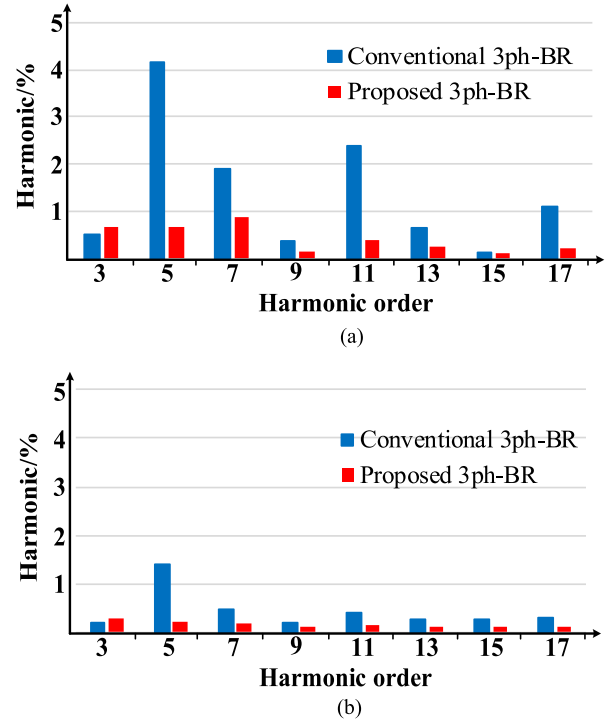 5
4
3
2
1
Harmonic/%
Conventional 3ph-BR
Proposed 3ph-BR
3 5 7 9 11 13 15 17
Harmonic order
(a)
5
4
3
2
1
Harmonic/%
Conventional 3ph-BR
Proposed 3ph-BR
3 5 7 9 11 13 15 17
Harmonic order
(b)